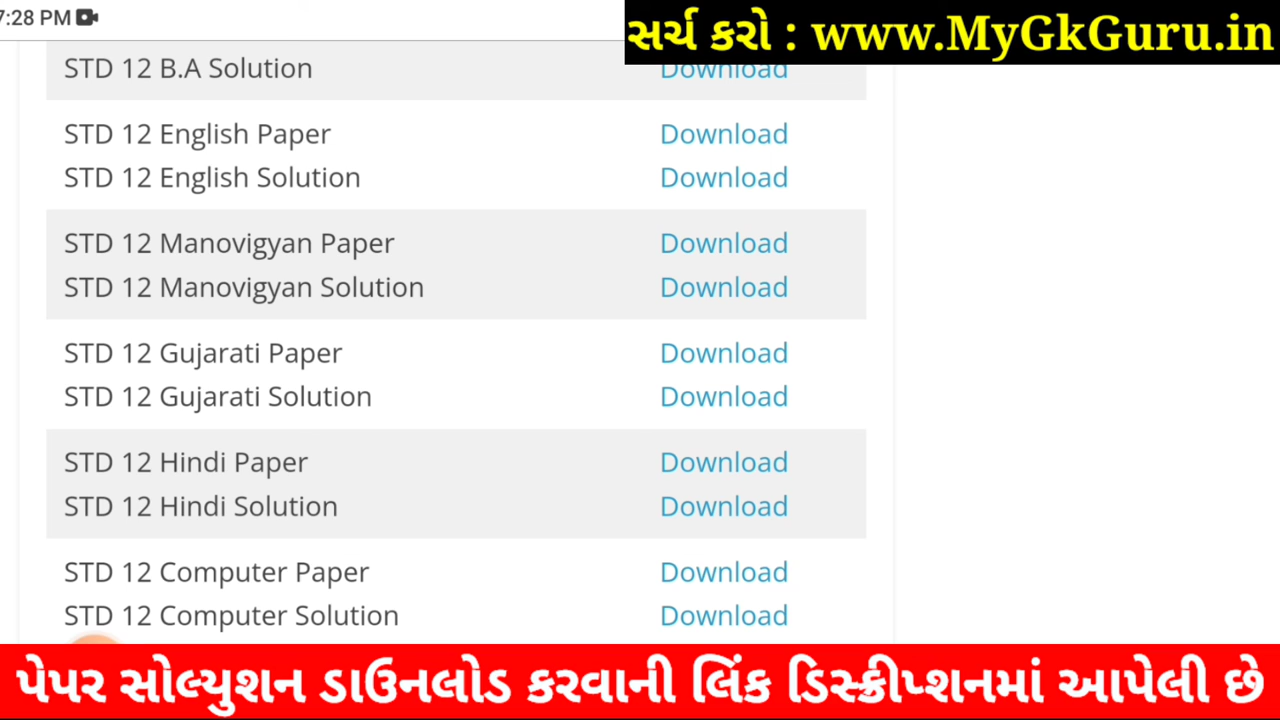 7:28 PM
સર્ચ કરો : www.MyGkGuru.in
STD 12 B.A Solution Download
STD 12 English Paper Download
STD 12 English Solution Download
STD 12 Manovigyan Paper Download
STD 12 Manovigyan Solution Download
STD 12 Gujarati Paper Download
STD 12 Gujarati Solution Download
STD 12 Hindi Paper Download
STD 12 Hindi Solution Download
STD 12 Computer Paper Download
STD 12 Computer Solution Download
પેપર સોલ્યુશન ડાઉનલોડ કરવાની લિંક ડિસ્ક્રીપ્શનમાં આપેલી છે